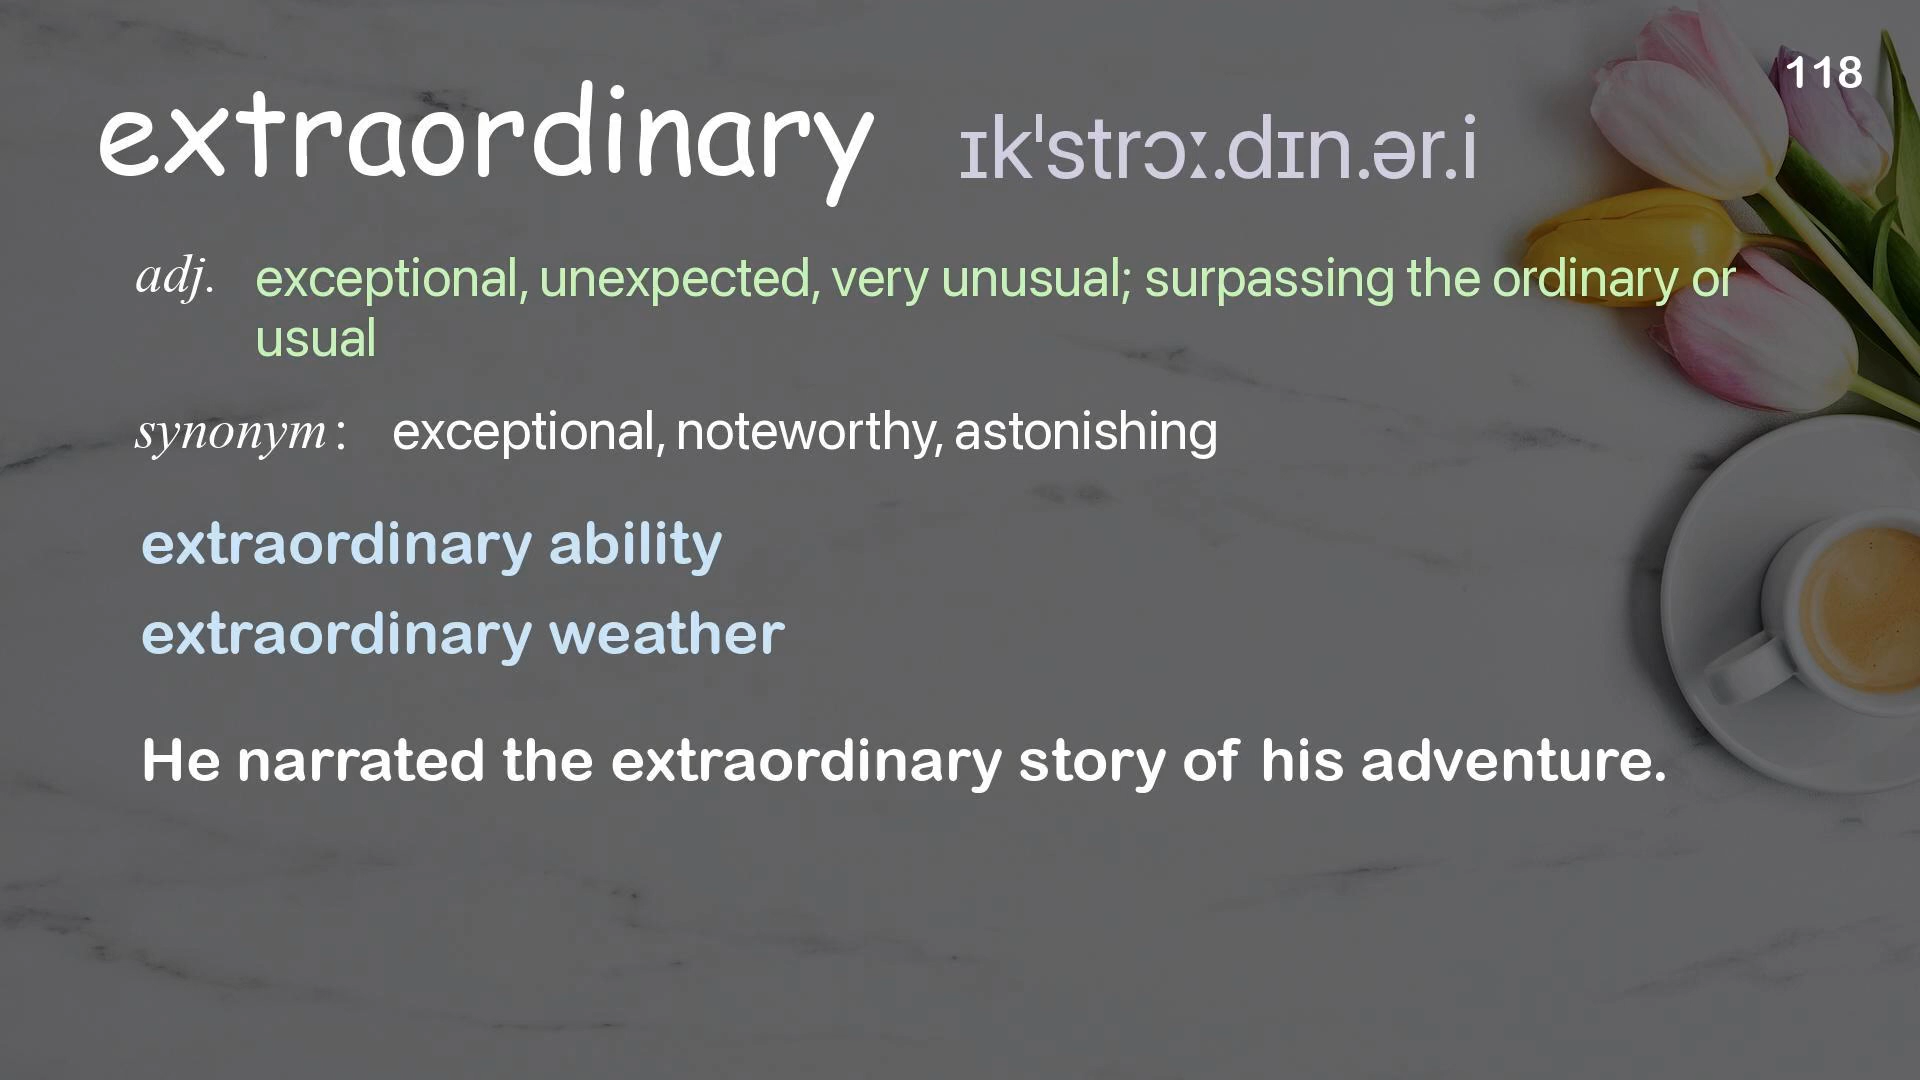 118
extraordinary ɪkˈstrɔː.dɪn.ər.i
adj. exceptional, unexpected, very unusual; surpassing the ordinary or
usual
synonym: exceptional, noteworthy, astonishing
extraordinary ability
extraordinary weather
He narrated the extraordinary story of his adventure.